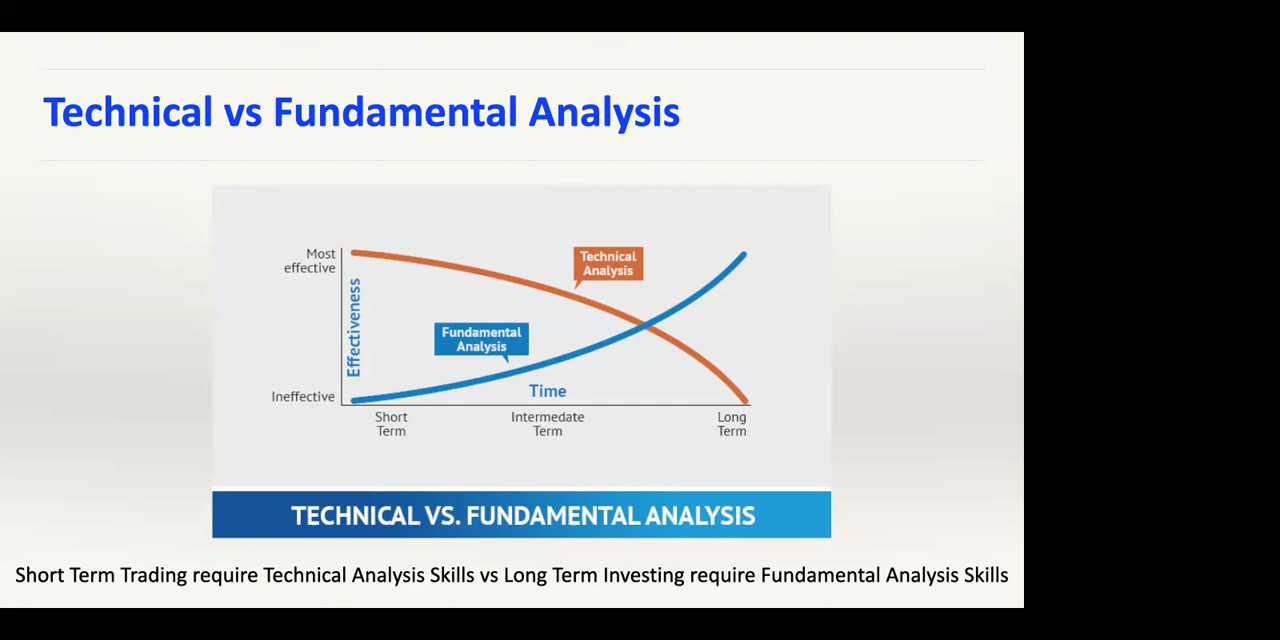 Technical vs Fundamental Analysis
Most
effective
Technical
Analysis
Effectiveness
Fundamental
Analysis
Time
Ineffective
Short
Term
Intermedate
Term
Long
Term
TECHNICAL VS. FUNDAMENTAL ANALYSIS
Short Term Trading require Technical Analysis Skills vs Long Term Investing require Fundamental Analysis Skills